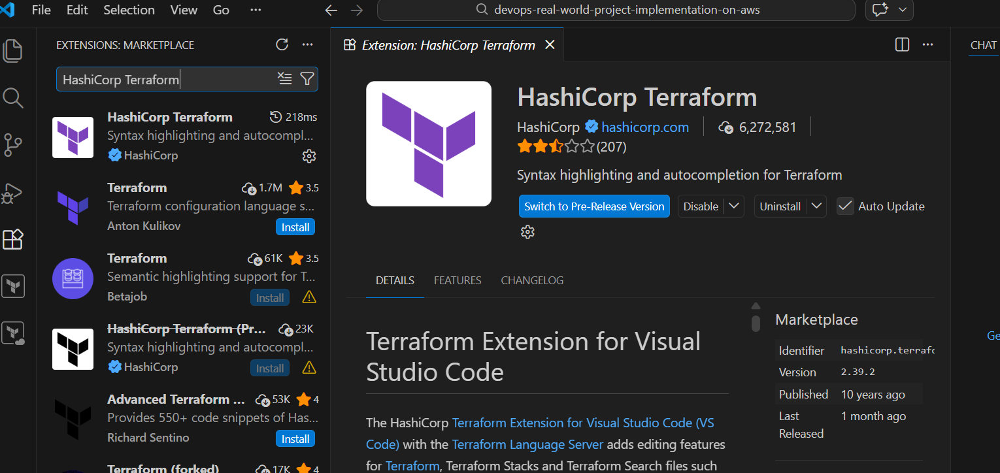 File Edit Selection View Go ···
devops-real-world-project-implementation-on-aws
EXTENSIONS: MARKETPLACE
HashiCorp Terraform
HashiCorp Terraform 218ms
Syntax highlighting and autocompl...
HashiCorp
Terraform 1.7M 3.5
Terraform configuration language s...
Anton Kulikov Install
Terraform 61K 3.5
Semantic highlighting support for T...
Betajob Install
HashiCorp Terraform (Pr... 23K
Syntax highlighting and autocompl...
HashiCorp Install
Advanced Terraform ... 53K 4
Provides 550+ code snippets of Has...
Richard Sentino Install
Terraform (forked) 17K 4
Extension: HashiCorp Terraform
HashiCorp Terraform
HashiCorp hashicorp.com 6,272,581
(207)
Syntax highlighting and autocompletion for Terraform
Switch to Pre-Release Version Disable Uninstall Auto Update
DETAILS FEATURES CHANGELOG
Terraform Extension for Visual
Studio Code
The HashiCorp Terraform Extension for Visual Studio Code (VS
Code) with the Terraform Language Server adds editing features
for Terraform, Terraform Stacks and Terraform Search files such
Marketplace
Identifier hashicorp.terrafo
Version 2.39.2
Published 10 years ago
Last 1 month ago
Released
CHAT
Ge